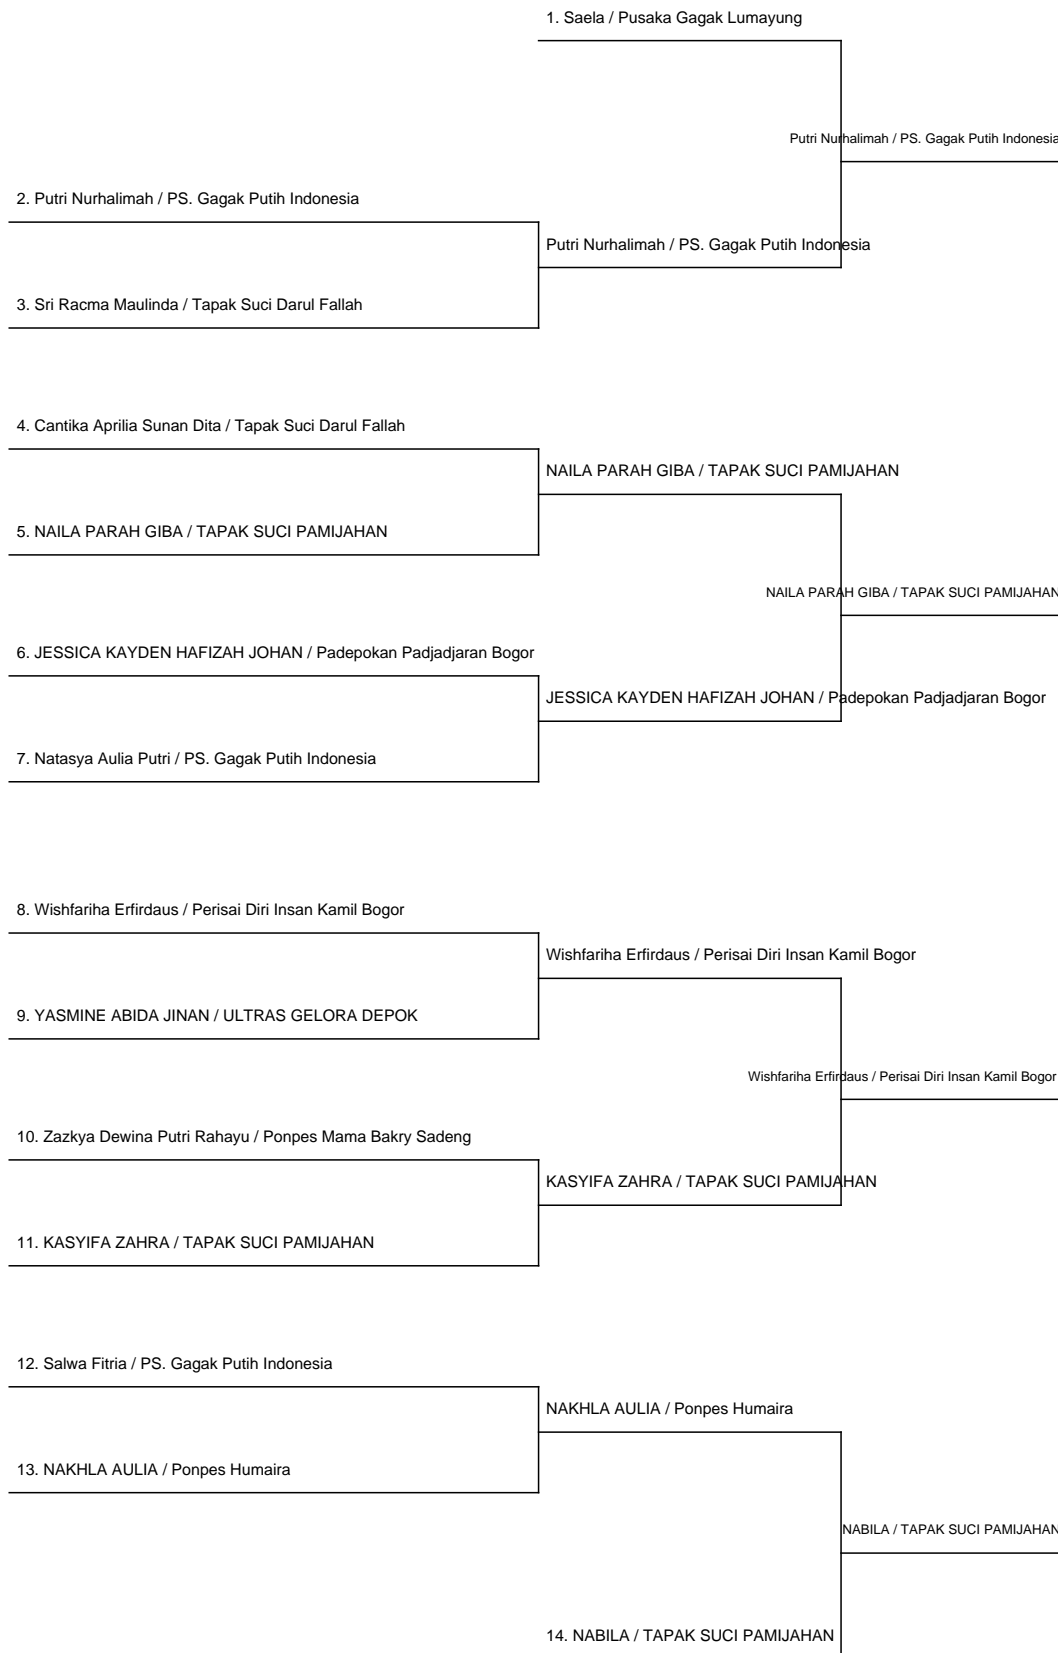 1. Saela / Pusaka Gagak Lumayung
Putri Nurhalimah / PS. Gagak Putih Indonesia
2. Putri Nurhalimah / PS. Gagak Putih Indonesia
Putri Nurhalimah / PS. Gagak Putih Indonesia
3. Sri Racma Maulinda / Tapak Suci Darul Fallah
4. Cantika Aprilia Sunan Dita / Tapak Suci Darul Fallah
NAILA PARAH GIBA / TAPAK SUCI PAMIJAHAN
5. NAILA PARAH GIBA / TAPAK SUCI PAMIJAHAN
NAILA PARAH GIBA / TAPAK SUCI PAMIJAHAN
6. JESSICA KAYDEN HAFIZAH JOHAN / Padepokan Padjadjaran Bogor
JESSICA KAYDEN HAFIZAH JOHAN / Padepokan Padjadjaran Bogor
7. Natasya Aulia Putri / PS. Gagak Putih Indonesia
8. Wishfariha Erfirdaus / Perisai Diri Insan Kamil Bogor
Wishfariha Erfirdaus / Perisai Diri Insan Kamil Bogor
9. YASMINE ABIDA JINAN / ULTRAS GELORA DEPOK
Wishfariha Erfirdaus / Perisai Diri Insan Kamil Bogor
10. Zazkya Dewina Putri Rahayu / Ponpes Mama Bakry Sadeng
KASYIFA ZAHRA / TAPAK SUCI PAMIJAHAN
11. KASYIFA ZAHRA / TAPAK SUCI PAMIJAHAN
12. Salwa Fitria / PS. Gagak Putih Indonesia
NAKHLA AULIA / Ponpes Humaira
13. NAKHLA AULIA / Ponpes Humaira
NABILA / TAPAK SUCI PAMIJAHAN
14. NABILA / TAPAK SUCI PAMIJAHAN